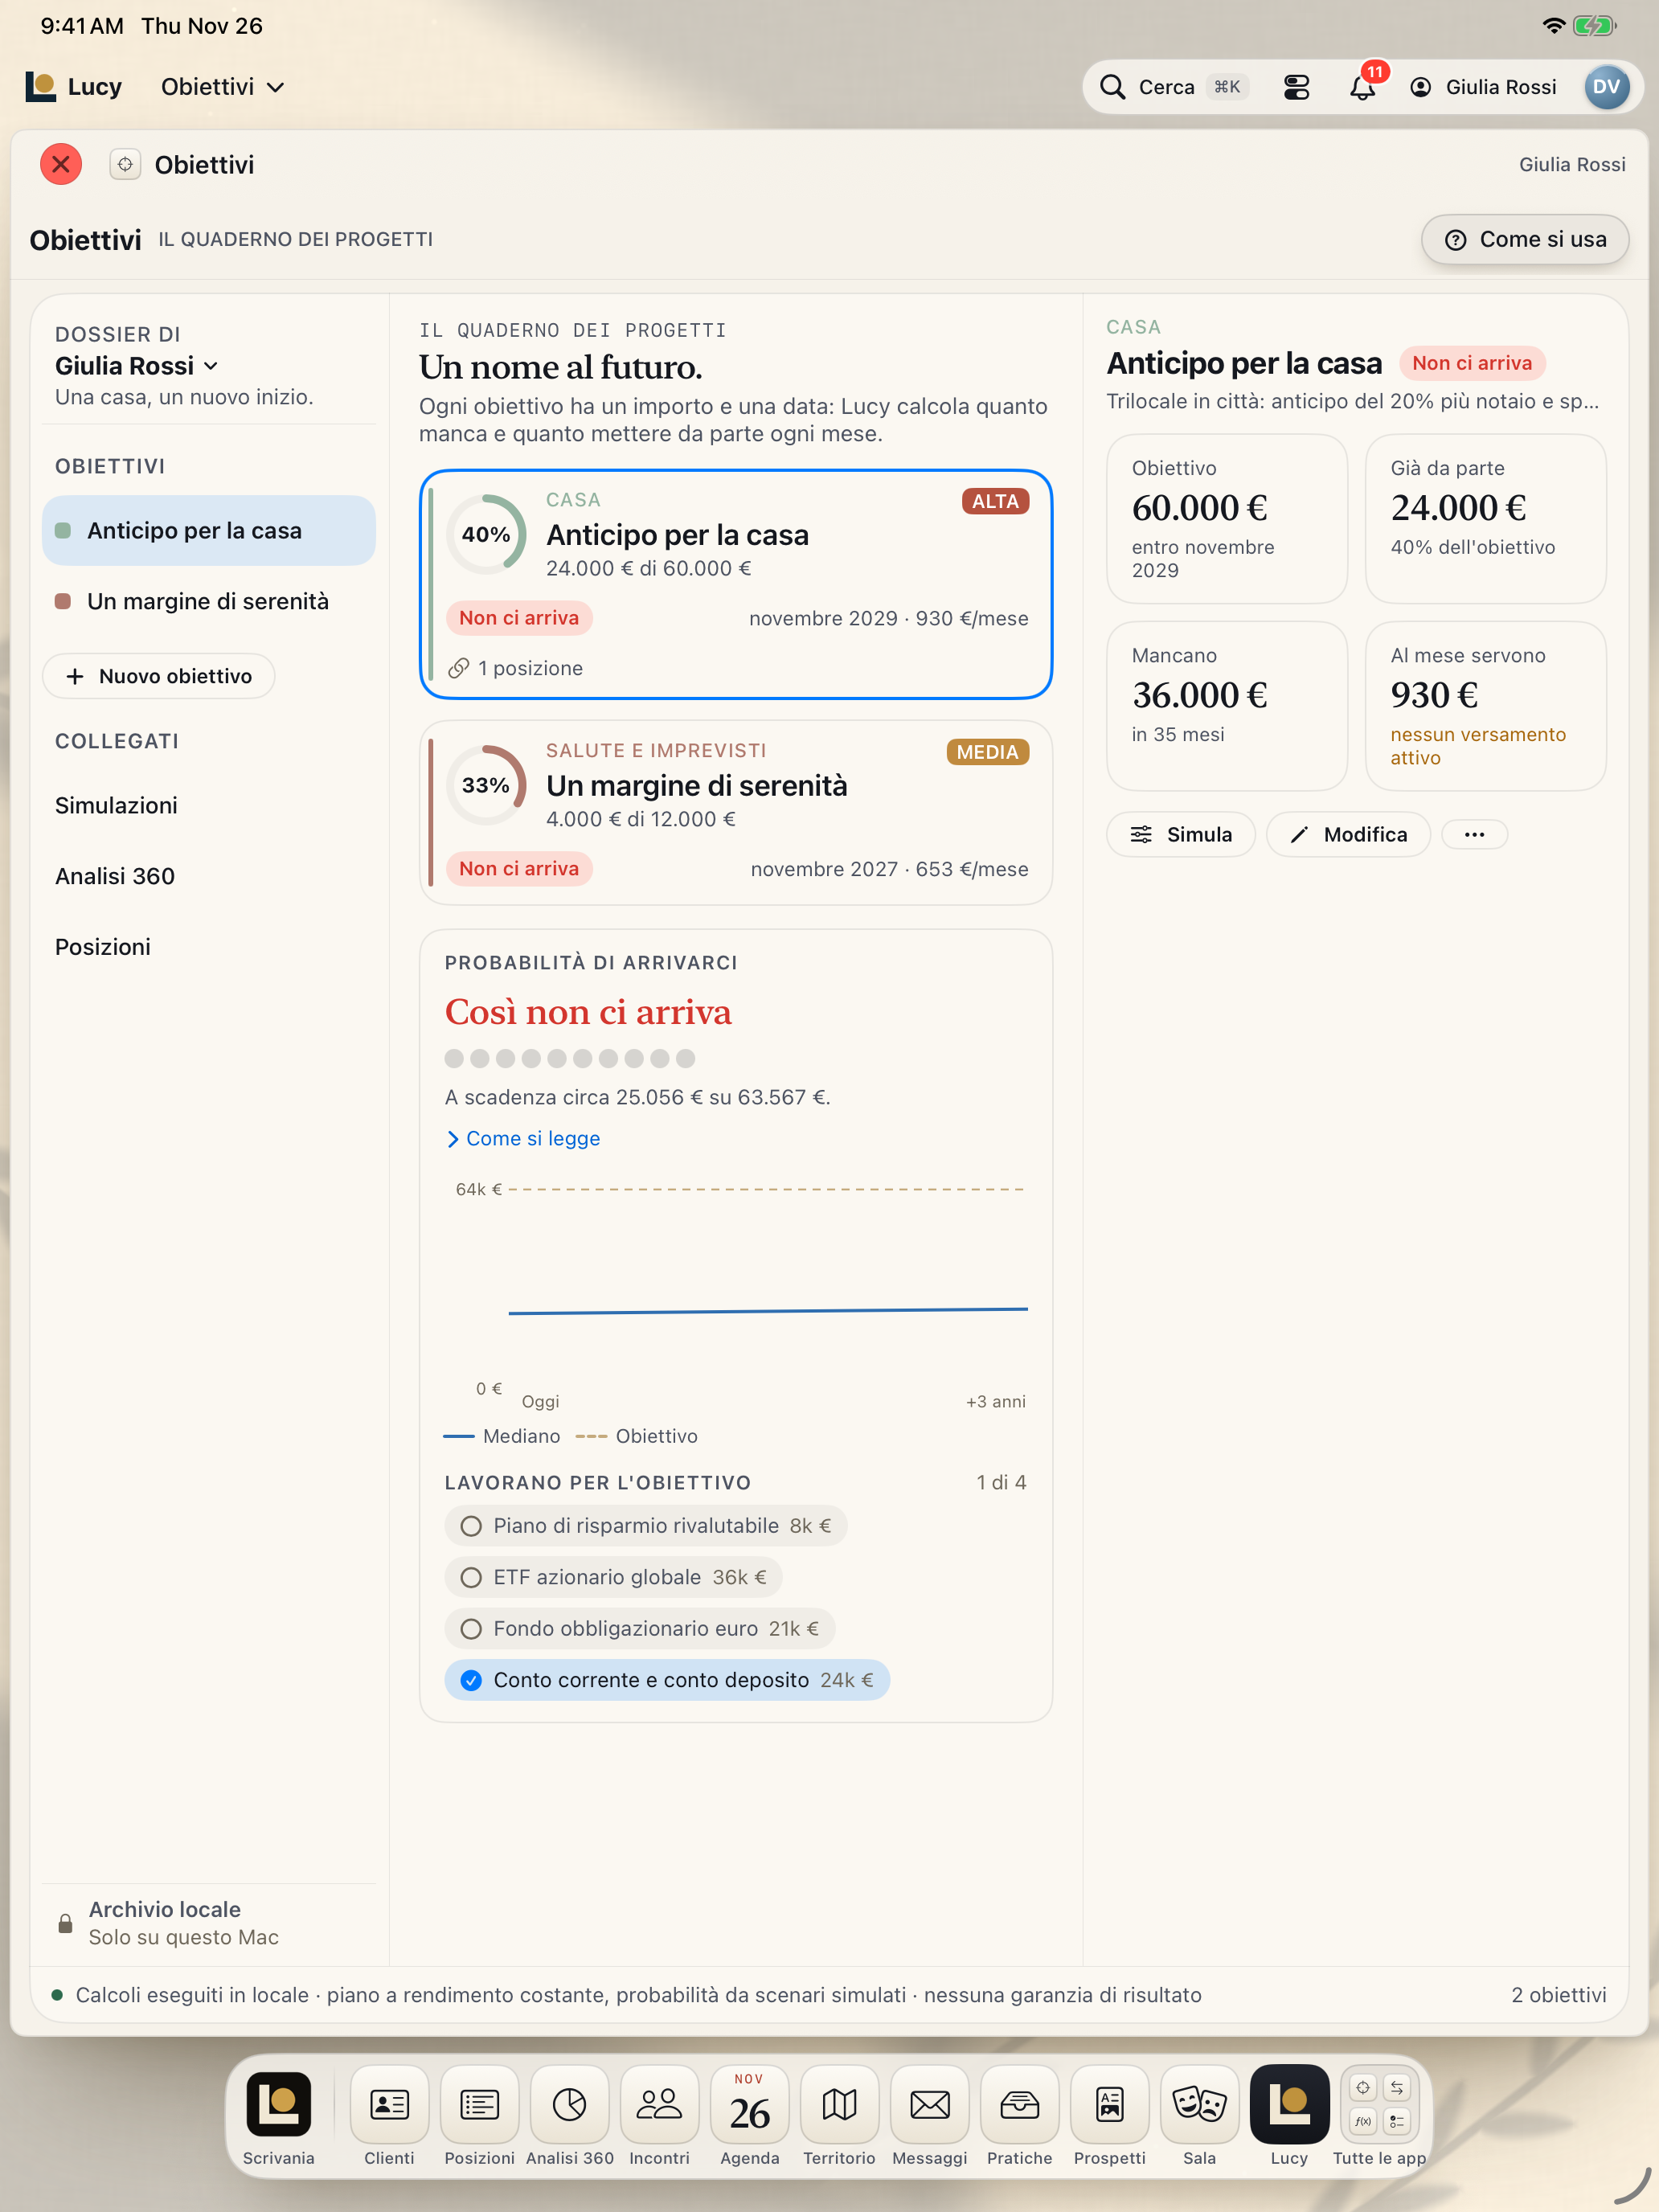 9:41 AM Thu Nov 26
Lucy
Obiettivi
Cerca ⌘K
11
Giulia Rossi
DV
Obiettivi
Giulia Rossi
Obiettivi IL QUADERNO DEI PROGETTI
Come si usa
DOSSIER DI
Giulia Rossi
Una casa, un nuovo inizio.
OBIETTIVI
Anticipo per la casa
Un margine di serenità
+ Nuovo obiettivo
COLLEGATI
Simulazioni
Analisi 360
Posizioni
Archivio locale
Solo su questo Mac
IL QUADERNO DEI PROGETTI
Un nome al futuro.
Ogni obiettivo ha un importo e una data: Lucy calcola quanto
manca e quanto mettere da parte ogni mese.
40%
CASA
ALTA
Anticipo per la casa
24.000 € di 60.000 €
Non ci arriva
novembre 2029 · 930 €/mese
1 posizione
33%
SALUTE E IMPREVISTI
MEDIA
Un margine di serenità
4.000 € di 12.000 €
Non ci arriva
novembre 2027 · 653 €/mese
PROBABILITÀ DI ARRIVARCI
Così non ci arriva
A scadenza circa 25.056 € su 63.567 €.
Come si legge
64k €
0 €
Oggi
+3 anni
Mediano
Obiettivo
LAVORANO PER L'OBIETTIVO
1 di 4
Piano di risparmio rivalutabile 8k €
ETF azionario globale 36k €
Fondo obbligazionario euro 21k €
Conto corrente e conto deposito 24k €
CASA
Anticipo per la casa
Non ci arriva
Trilocale in città: anticipo del 20% più notaio e sp...
Obiettivo
60.000 €
entro novembre
2029
Già da parte
24.000 €
40% dell'obiettivo
Mancano
36.000 €
in 35 mesi
Al mese servono
930 €
nessun versamento
attivo
Simula
Modifica
Calcoli eseguiti in locale · piano a rendimento costante, probabilità da scenari simulati · nessuna garanzia di risultato
2 obiettivi
NOV
26
f(x)
Scrivania
Clienti
Posizioni
Analisi 360
Incontri
Agenda
Territorio
Messaggi
Pratiche
Prospetti
Sala
Lucy
Tutte le app